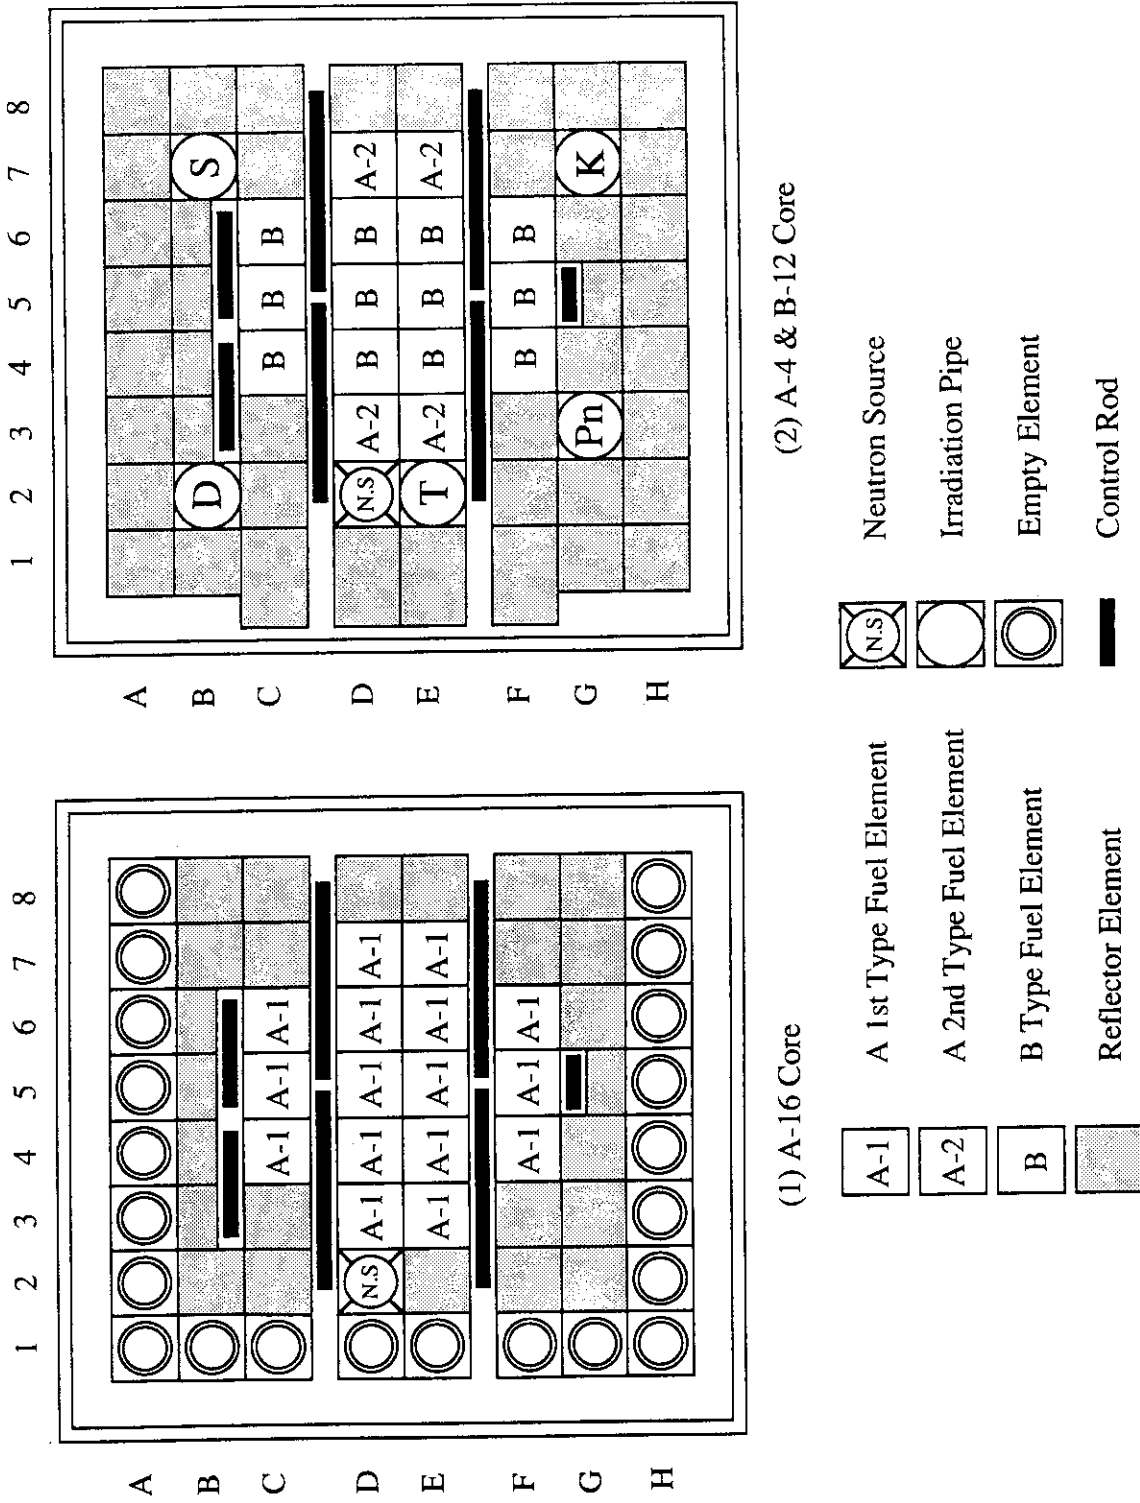 1 2 3 4 5 6 7 8
A
B
C A-1 A-1 A-1
D N.S A-1 A-1 A-1 A-1 A-1
E A-1 A-1 A-1 A-1 A-1
F A-1 A-1 A-1
G
H
(1) A-16 Core
1 2 3 4 5 6 7 8
A
B D S
C B B B
D N.S A-2 B B B A-2
E T A-2 B B B A-2
F B B B
G Pn K
H
(2) A-4 & B-12 Core
A-1 A 1st Type Fuel Element
A-2 A 2nd Type Fuel Element
B B Type Fuel Element
Reflector Element
N.S Neutron Source
Irradiation Pipe
Empty Element
Control Rod